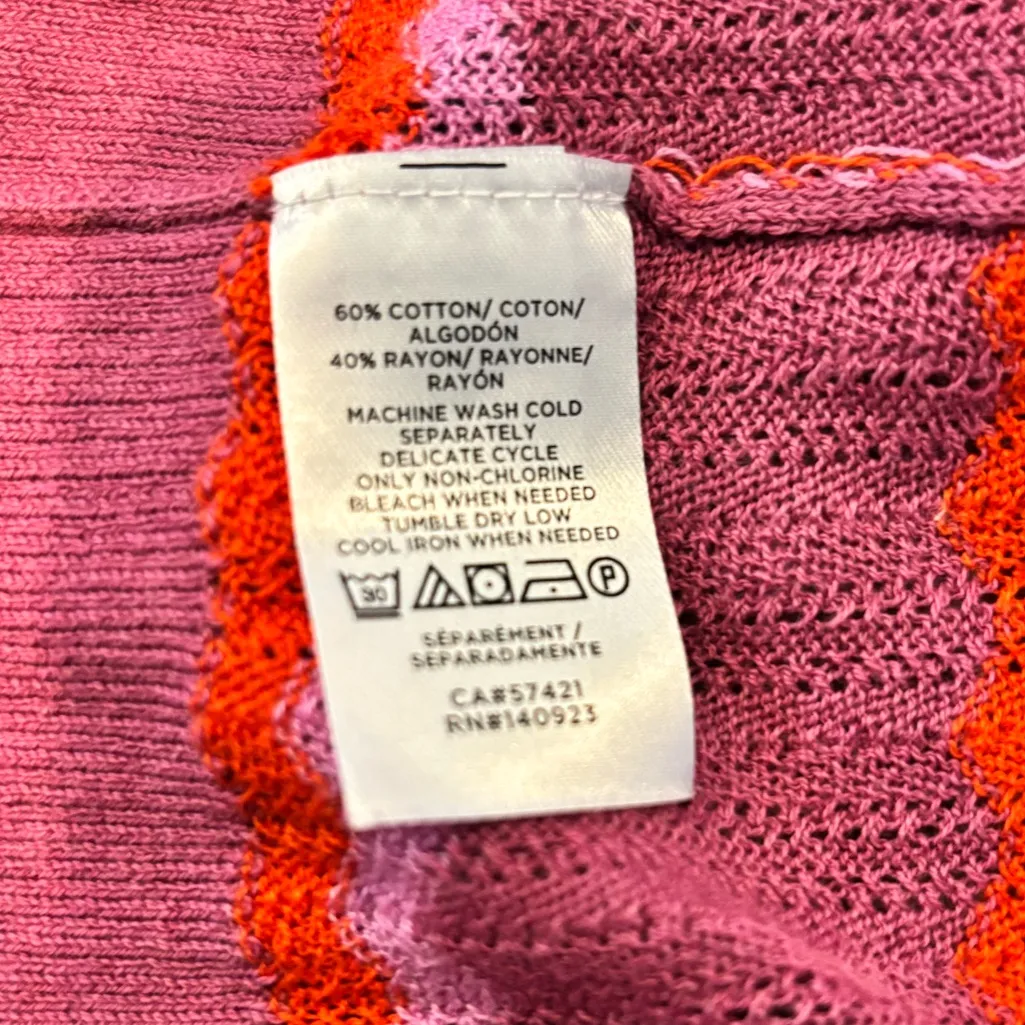 60% COTTON/ COTON/
ALGODÓN
40% RAYON/ RAYONNE/
RAYÓN
MACHINE WASH COLD
SEPARATELY
DELICATE CYCLE
ONLY NON-CHLORINE
BLEACH WHEN NEEDED
TUMBLE DRY LOW
COOL IRON WHEN NEEDED
30 P
SÉPARÉMENT /
SEPARADAMENTE
CA#57421
RN#140923